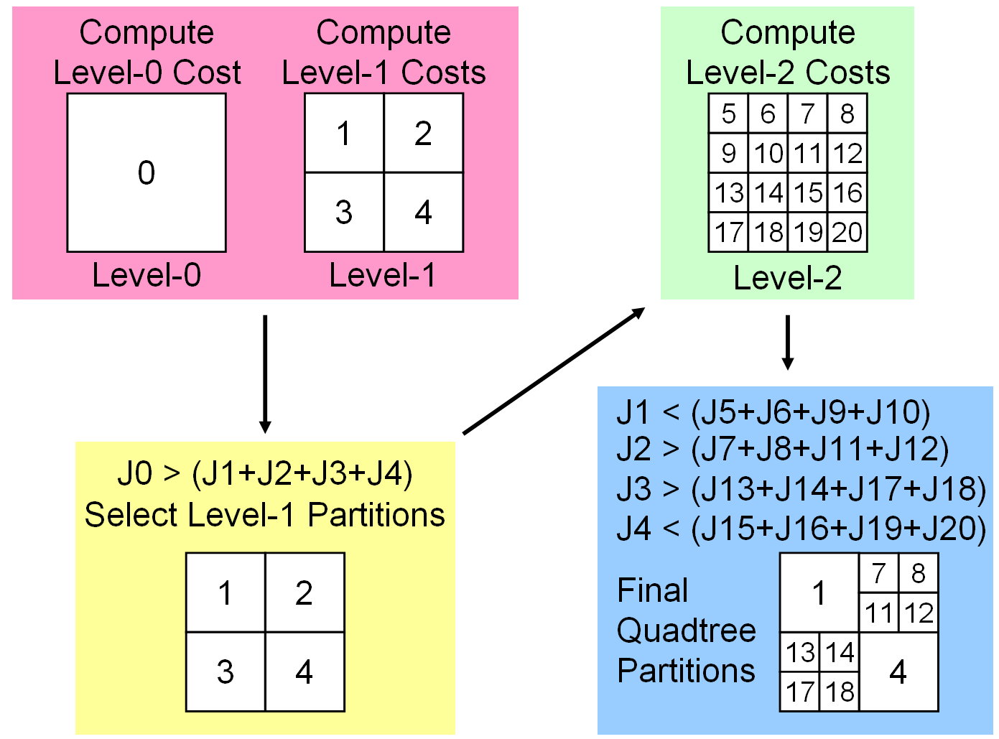 Compute
Level-0 Cost
0
Level-0
Compute
Level-1 Costs
1 2
3 4
Level-1
J0 > (J1+J2+J3+J4)
Select Level-1 Partitions
1 2
3 4
Compute
Level-2 Costs
5 6 7 8
9 10 11 12
13 14 15 16
17 18 19 20
Level-2
J1 < (J5+J6+J9+J10)
J2 > (J7+J8+J11+J12)
J3 > (J13+J14+J17+J18)
J4 < (J15+J16+J19+J20)
Final
Quadtree
Partitions
1 7 8
11 12
13 14 4
17 18